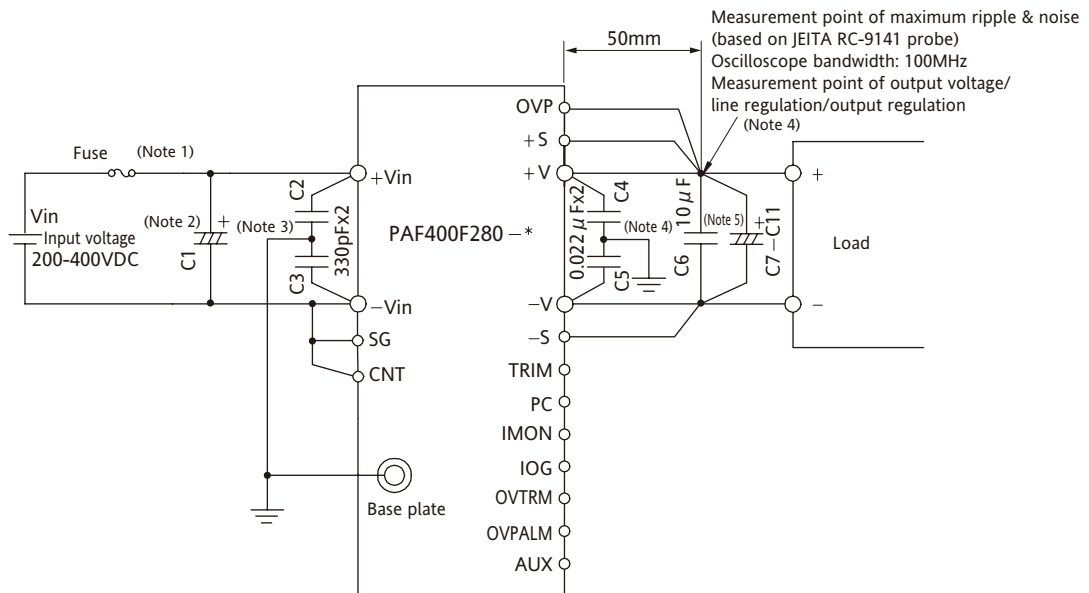 Measurement point of maximum ripple & noise
(based on JEITA RC-9141 probe)
Oscilloscope bandwidth: 100MHz
Measurement point of output voltage/
line regulation/output regulation
(Note 4)
50mm
OVP
+S
+V
Fuse (Note 1)
+Vin
C2
C4
Vin
Input voltage
200-400VDC
(Note 2)
+
C1
(Note 3)
330pFx2
C3
PAF400F280-*
0.022μFx2
(Note 4)
C5
10μF
C6
(Note 5)
+
C7-C11
+
Load
-
-Vin
-V
SG
-S
CNT
TRIM
PC
IMON
IOG
OVTRM
OVPALM
AUX
Base plate